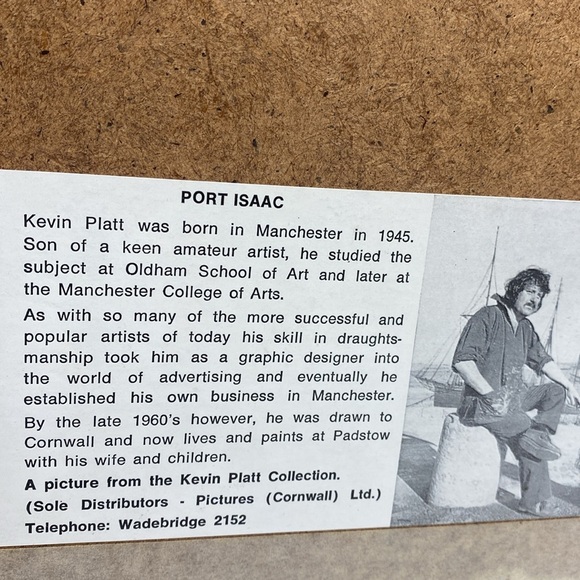 PORT ISAAC
Kevin Platt was born in Manchester in 1945.
Son of a keen amateur artist, he studied the
subject at Oldham School of Art and later at
the Manchester College of Arts.
As with so many of the more successful and
popular artists of today his skill in draughts-
manship took him as a graphic designer into
the world of advertising and eventually he
established his own business in Manchester.
By the late 1960's however, he was drawn to
Cornwall and now lives and paints at Padstow
with his wife and children.
A picture from the Kevin Platt Collection.
(Sole Distributors - Pictures (Cornwall) Ltd.)
Telephone: Wadebridge 2152